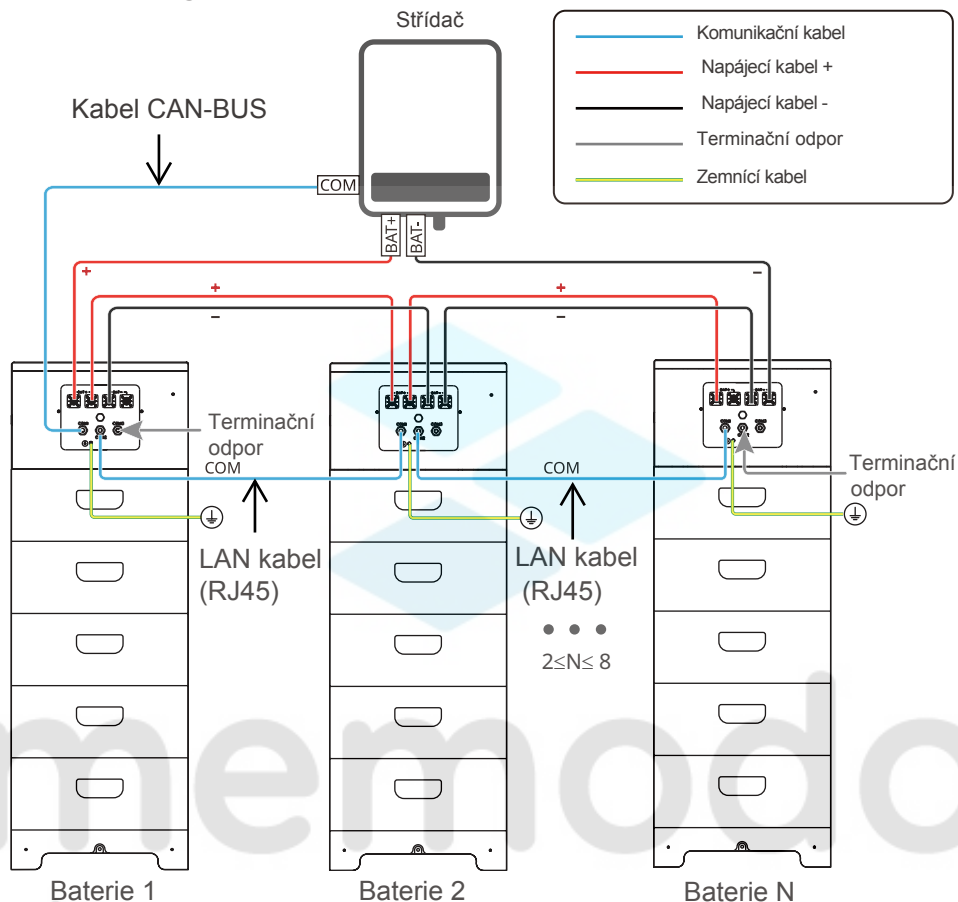 Střídač
Komunikační kabel
Napájecí kabel +
Napájecí kabel -
Terminační odpor
Zemnící kabel
Kabel CAN-BUS
COM
BAT+
BAT-
+
+
+
–
–
–
Terminační
odpor
COM
COM
Terminační
odpor
LAN kabel
(RJ45)
LAN kabel
(RJ45)
2≤N≤ 8
memodo
Baterie 1
Baterie 2
Baterie N